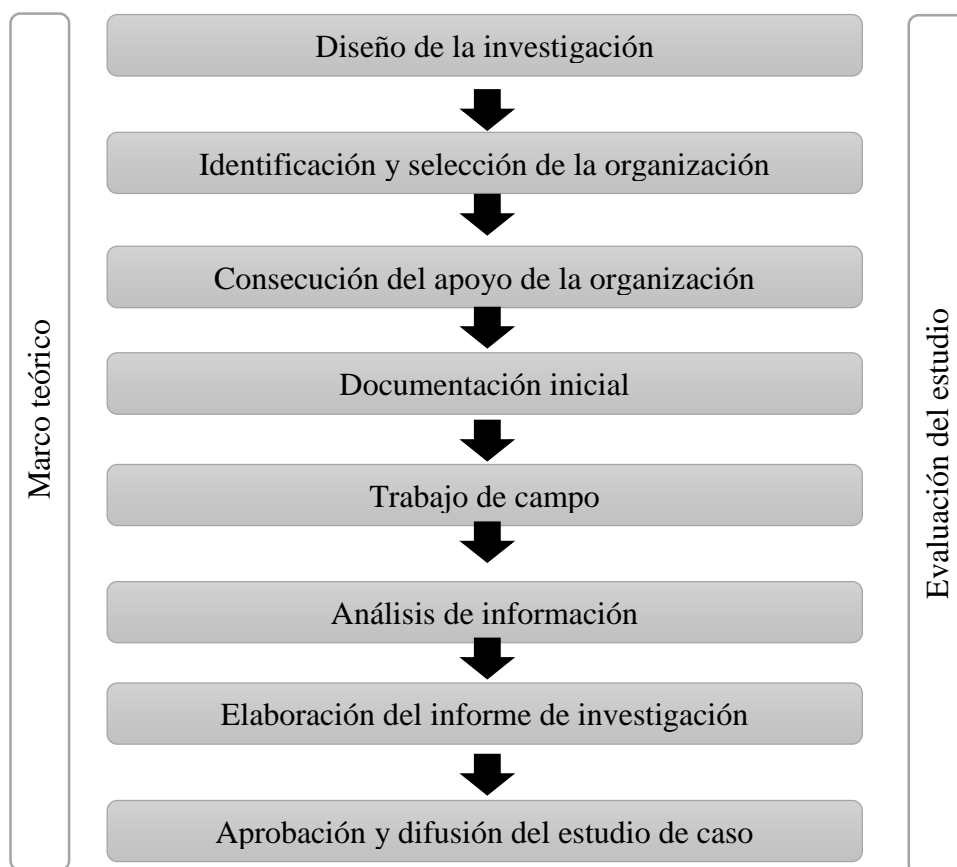 Diseño de la investigación
Identificación y selección de la organización
Consecución del apoyo de la organización
Documentación inicial
Trabajo de campo
Análisis de información
Elaboración del informe de investigación
Aprobación y difusión del estudio de caso
Marco teórico
Evaluación del estudio